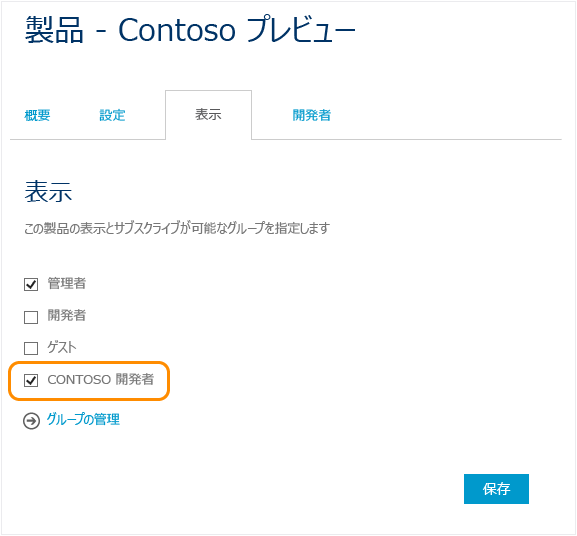 製品 - Contoso プレビュー
概要 設定 表示 開発者
表示
この製品の表示とサブスクライブが可能なグループを指定します
管理者
開発者
ゲスト
CONTOSO 開発者
グループの管理
保存